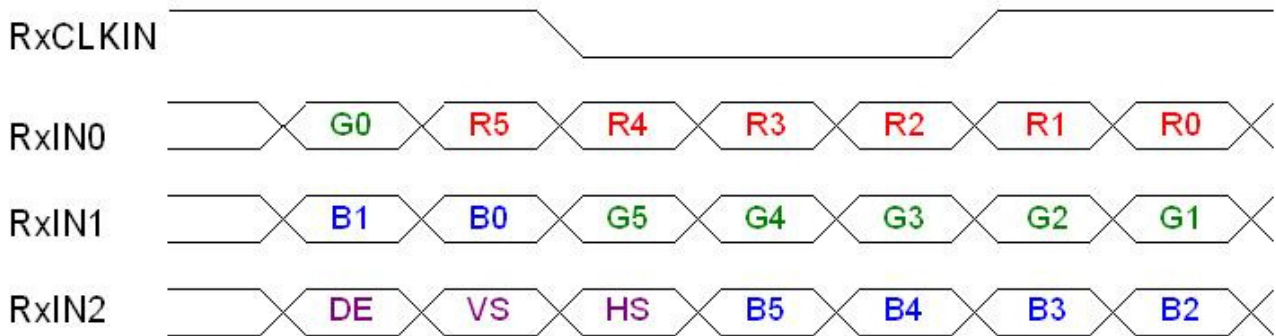 RxCLKIN
RxIN0 G0 R5 R4 R3 R2 R1 R0
RxIN1 B1 B0 G5 G4 G3 G2 G1
RxIN2 DE VS HS B5 B4 B3 B2